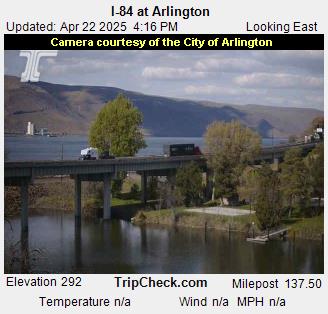 I-84 at Arlington
Updated: Apr 22 2025 4:16 PM Looking East
Camera courtesy of the City of Arlington
Elevation 292 TripCheck.com Milepost 137.50
Temperature n/a Wind n/a MPH n/a